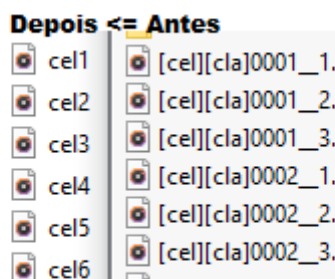 Depois <= Antes
cel1 [cel][cla]0001__1.
cel2 [cel][cla]0001__2.
cel3 [cel][cla]0001__3.
cel4 [cel][cla]0002__1.
cel5 [cel][cla]0002__2.
cel6 [cel][cla]0002__3.